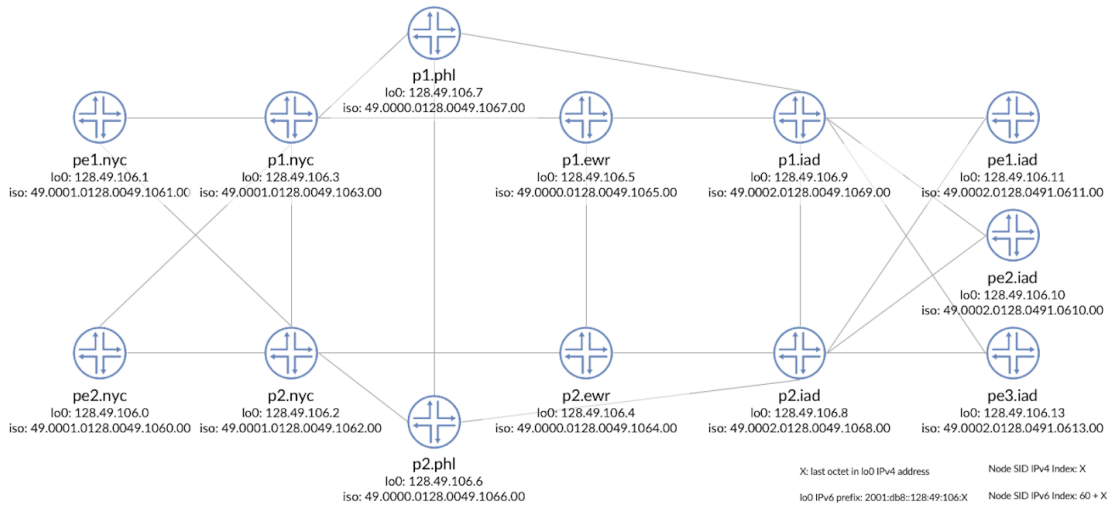 p1.phl
lo0: 128.49.106.7
iso: 49.0000.0128.0049.1067.00
pe1.nyc
lo0: 128.49.106.1
iso: 49.0001.0128.0049.1061.00
p1.nyc
lo0: 128.49.106.3
iso: 49.0001.0128.0049.1063.00
p1.ewr
lo0: 128.49.106.5
iso: 49.0000.0128.0049.1065.00
p1.iad
lo0: 128.49.106.9
iso: 49.0002.0128.0049.1069.00
pe1.iad
lo0: 128.49.106.11
iso: 49.0002.0128.0491.0611.00
pe2.iad
lo0: 128.49.106.10
iso: 49.0002.0128.0491.0610.00
pe2.nyc
lo0: 128.49.106.0
iso: 49.0001.0128.0049.1060.00
p2.nyc
lo0: 128.49.106.2
iso: 49.0001.0128.0049.1062.00
p2.ewr
lo0: 128.49.106.4
iso: 49.0000.0128.0049.1064.00
p2.iad
lo0: 128.49.106.8
iso: 49.0002.0128.0049.1068.00
pe3.iad
lo0: 128.49.106.13
iso: 49.0002.0128.0491.0613.00
p2.phl
lo0: 128.49.106.6
iso: 49.0000.0128.0049.1066.00
X: last octet in lo0 IPv4 address
Node SID IPv4 Index: X
lo0 IPv6 prefix: 2001:db8::128:49:106:X
Node SID IPv6 Index: 60 + X